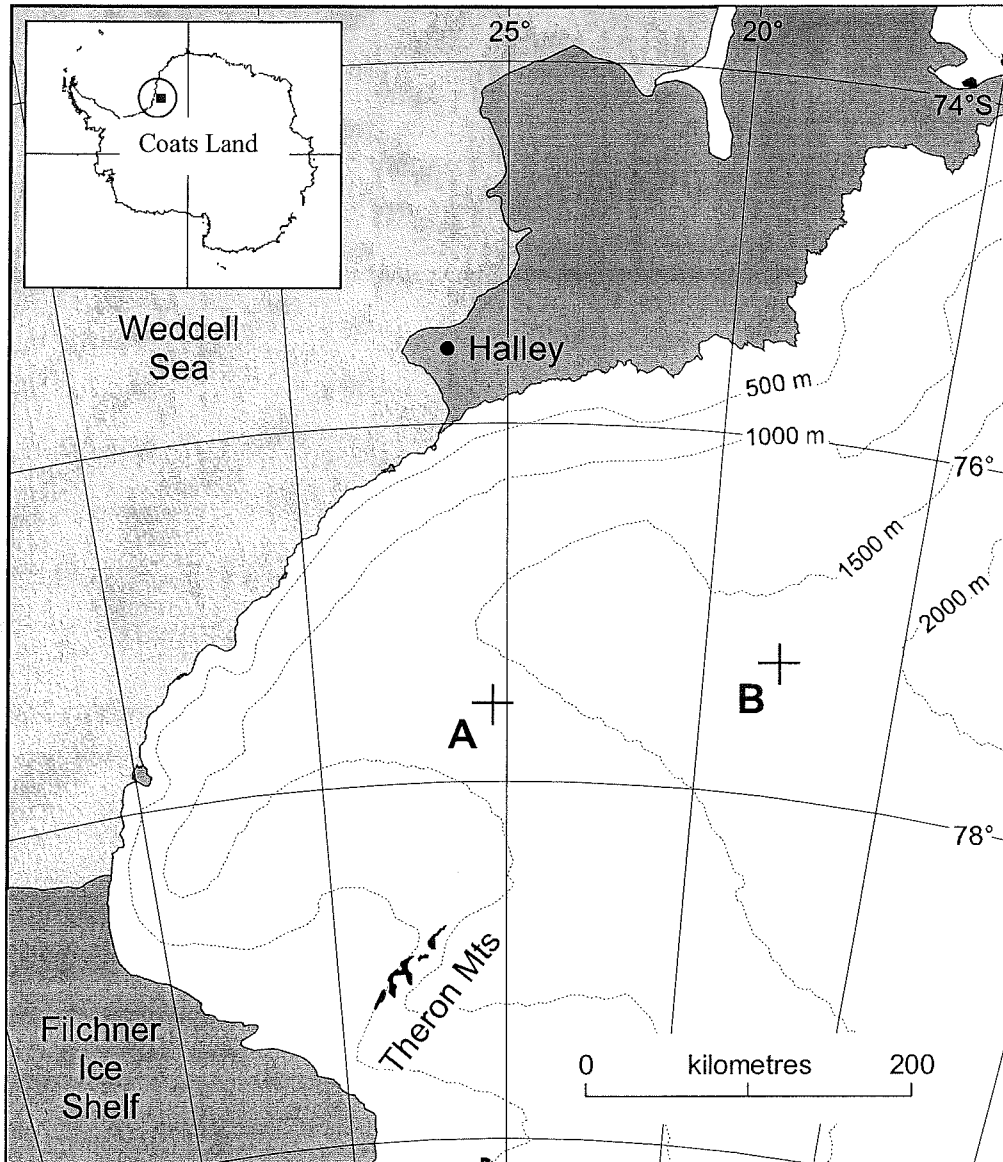 25°
20°
74°S
Coats Land
Weddell
Sea
Halley
500 m
1000 m
76°
1500 m
2000 m
A
B
78°
Theron Mts
Filchner
Ice
Shelf
0 kilometres 200